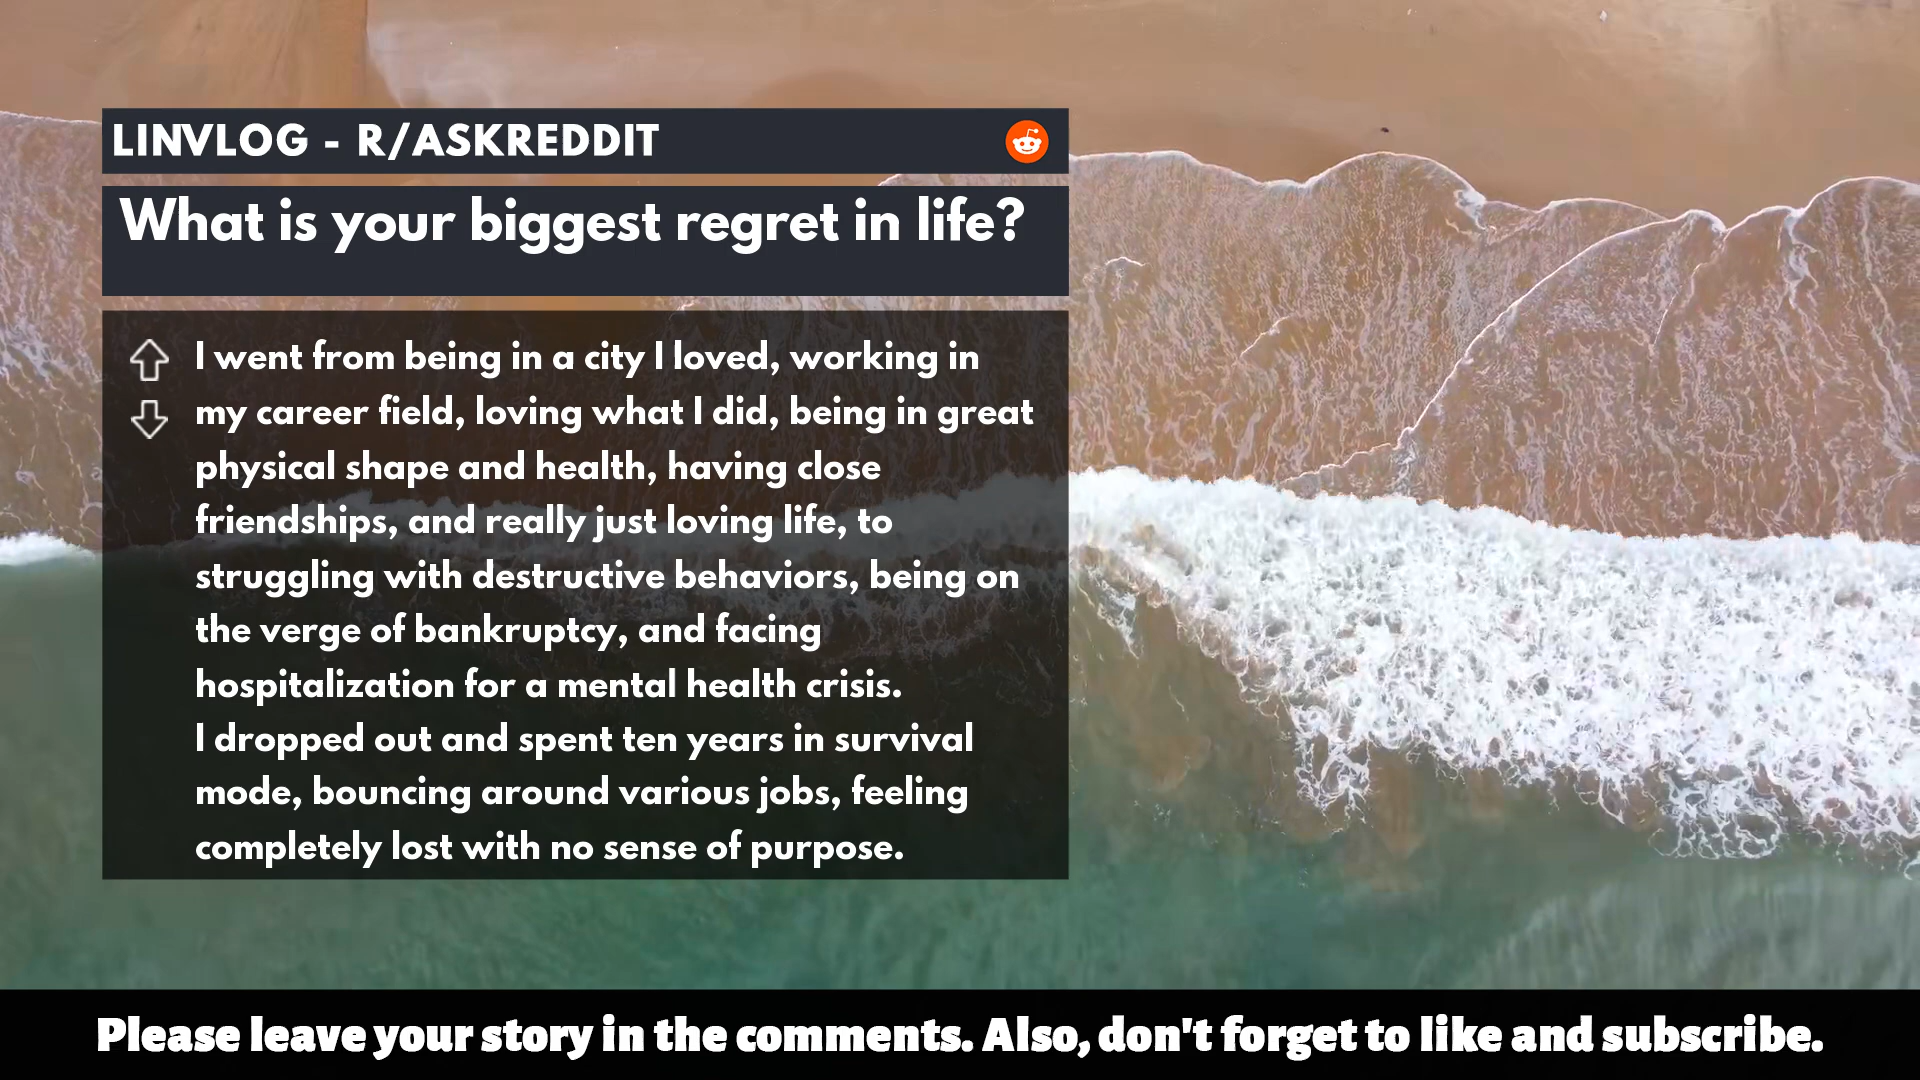 LINVLOG - R/ASKREDDIT
What is your biggest regret in life?
I went from being in a city I loved, working in
my career field, loving what I did, being in great
physical shape and health, having close
friendships, and really just loving life, to
struggling with destructive behaviors, being on
the verge of bankruptcy, and facing
hospitalization for a mental health crisis.
I dropped out and spent ten years in survival
mode, bouncing around various jobs, feeling
completely lost with no sense of purpose.
Please leave your story in the comments. Also, don't forget to like and subscribe.